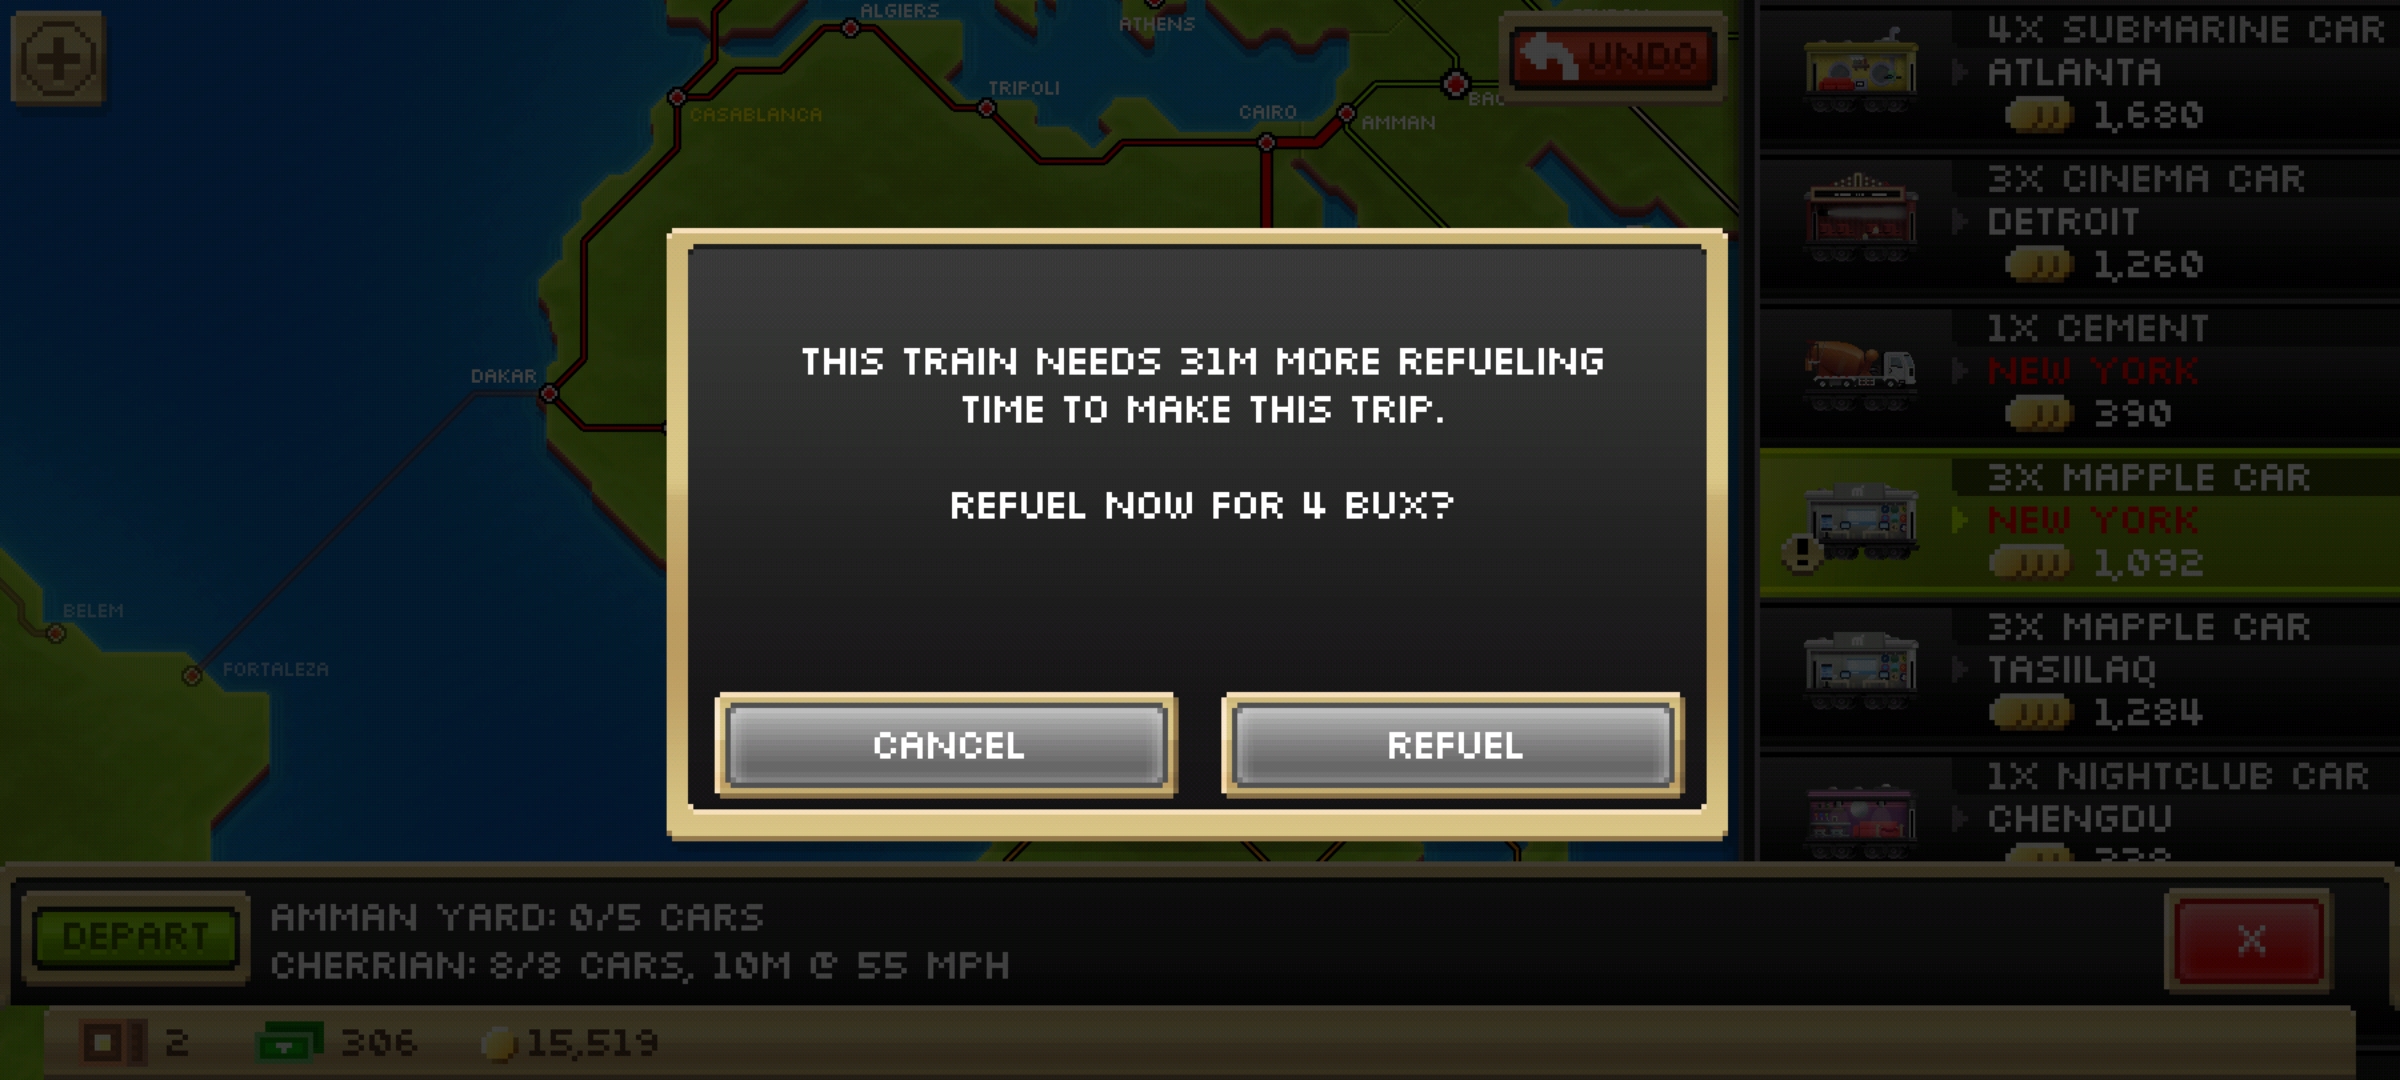 ALGIERS
ATHENS
UNDO
CASABLANCA
TRIPOLI
CAIRO
AMMAN
DAKAR
BELEM
FORTALEZA
4X SUBMARINE CAR
ATLANTA
1,680
3X CINEMA CAR
DETROIT
1,260
1X CEMENT
NEW YORK
390
3X MAPPLE CAR
NEW YORK
1,092
3X MAPPLE CAR
TASIILAQ
1,284
1X NIGHTCLUB CAR
CHENGDU
THIS TRAIN NEEDS 31M MORE REFUELING
TIME TO MAKE THIS TRIP.
REFUEL NOW FOR 4 BUX?
CANCEL
REFUEL
DEPART
AMMAN YARD: 0/5 CARS
CHERRIAN: 8/8 CARS, 10M @ 55 MPH
X
2
306
15,519